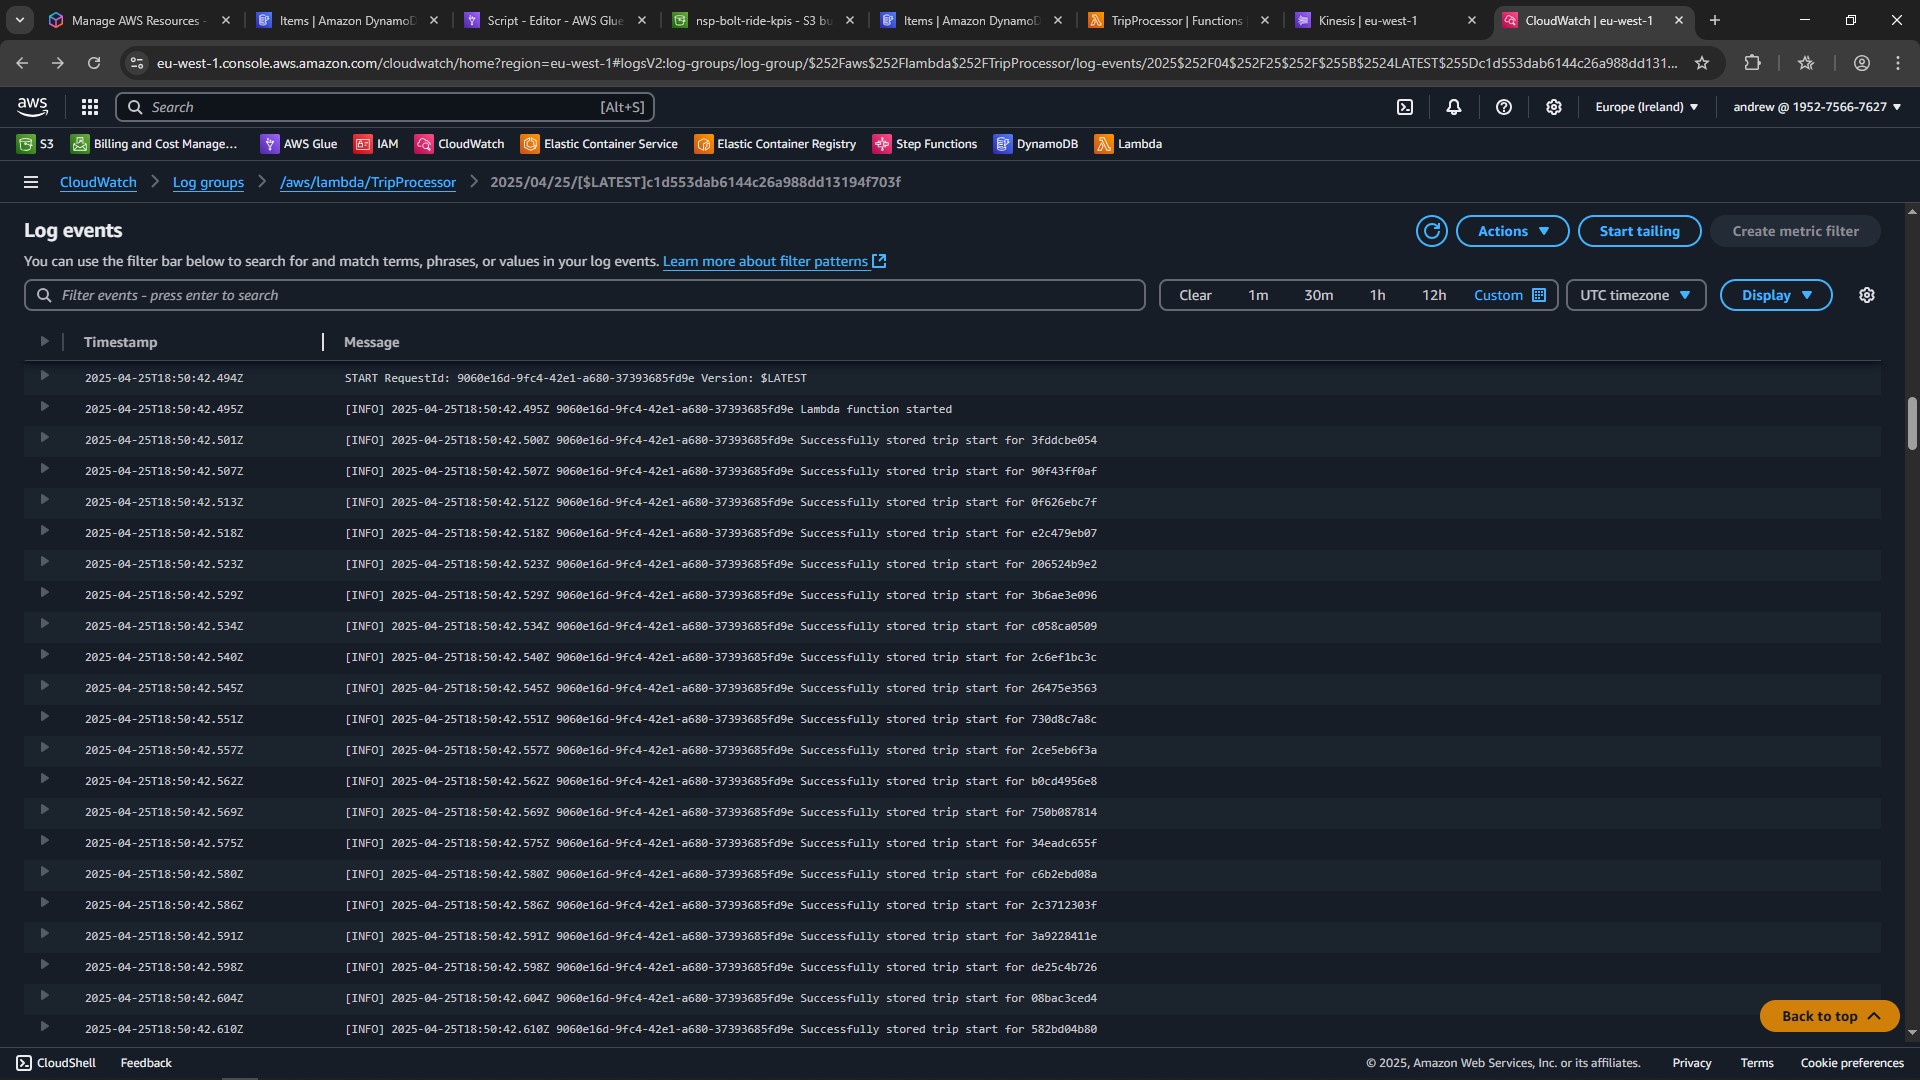 Manage AWS Resources -
Items | Amazon DynamoD
Script - Editor - AWS Glue
nsp-bolt-ride-kpis - S3 bu
Items | Amazon DynamoD
TripProcessor | Functions
Kinesis | eu-west-1
CloudWatch | eu-west-1
eu-west-1.console.aws.amazon.com/cloudwatch/home?region=eu-west-1#logsV2:log-groups/log-group/$252Faws$252Flambda$252FTripProcessor/log-events/2025$252F04$252F25$252F$255B$2524LATEST$255Dc1d553dab6144c26a988dd131...
aws
Search
[Alt+S]
Europe (Ireland)
andrew @ 1952-7566-7627
S3
Billing and Cost Manage...
AWS Glue
IAM
CloudWatch
Elastic Container Service
Elastic Container Registry
Step Functions
DynamoDB
Lambda
CloudWatch > Log groups > /aws/lambda/TripProcessor > 2025/04/25/[$LATEST]c1d553dab6144c26a988dd13194f703f
Log events
Actions
Start tailing
Create metric filter
You can use the filter bar below to search for and match terms, phrases, or values in your log events. Learn more about filter patterns
Filter events - press enter to search
Clear 1m 30m 1h 12h Custom
UTC timezone
Display
Timestamp Message
2025-04-25T18:50:42.494Z START RequestId: 9060e16d-9fc4-42e1-a680-37393685fd9e Version: $LATEST
2025-04-25T18:50:42.495Z [INFO] 2025-04-25T18:50:42.495Z 9060e16d-9fc4-42e1-a680-37393685fd9e Lambda function started
2025-04-25T18:50:42.501Z [INFO] 2025-04-25T18:50:42.500Z 9060e16d-9fc4-42e1-a680-37393685fd9e Successfully stored trip start for 3fddcbe054
2025-04-25T18:50:42.507Z [INFO] 2025-04-25T18:50:42.507Z 9060e16d-9fc4-42e1-a680-37393685fd9e Successfully stored trip start for 90f43ff0af
2025-04-25T18:50:42.513Z [INFO] 2025-04-25T18:50:42.512Z 9060e16d-9fc4-42e1-a680-37393685fd9e Successfully stored trip start for 0f626ebc7f
2025-04-25T18:50:42.518Z [INFO] 2025-04-25T18:50:42.518Z 9060e16d-9fc4-42e1-a680-37393685fd9e Successfully stored trip start for e2c479eb07
2025-04-25T18:50:42.523Z [INFO] 2025-04-25T18:50:42.523Z 9060e16d-9fc4-42e1-a680-37393685fd9e Successfully stored trip start for 206524b9e2
2025-04-25T18:50:42.529Z [INFO] 2025-04-25T18:50:42.529Z 9060e16d-9fc4-42e1-a680-37393685fd9e Successfully stored trip start for 3b6ae3e096
2025-04-25T18:50:42.534Z [INFO] 2025-04-25T18:50:42.534Z 9060e16d-9fc4-42e1-a680-37393685fd9e Successfully stored trip start for c058ca0509
2025-04-25T18:50:42.540Z [INFO] 2025-04-25T18:50:42.540Z 9060e16d-9fc4-42e1-a680-37393685fd9e Successfully stored trip start for 2c6ef1bc3c
2025-04-25T18:50:42.545Z [INFO] 2025-04-25T18:50:42.545Z 9060e16d-9fc4-42e1-a680-37393685fd9e Successfully stored trip start for 26475e3563
2025-04-25T18:50:42.551Z [INFO] 2025-04-25T18:50:42.551Z 9060e16d-9fc4-42e1-a680-37393685fd9e Successfully stored trip start for 730d8c7a8c
2025-04-25T18:50:42.557Z [INFO] 2025-04-25T18:50:42.557Z 9060e16d-9fc4-42e1-a680-37393685fd9e Successfully stored trip start for 2ce5eb6f3a
2025-04-25T18:50:42.562Z [INFO] 2025-04-25T18:50:42.562Z 9060e16d-9fc4-42e1-a680-37393685fd9e Successfully stored trip start for b0cd4956e8
2025-04-25T18:50:42.569Z [INFO] 2025-04-25T18:50:42.569Z 9060e16d-9fc4-42e1-a680-37393685fd9e Successfully stored trip start for 750b087814
2025-04-25T18:50:42.575Z [INFO] 2025-04-25T18:50:42.575Z 9060e16d-9fc4-42e1-a680-37393685fd9e Successfully stored trip start for 34eadc655f
2025-04-25T18:50:42.580Z [INFO] 2025-04-25T18:50:42.580Z 9060e16d-9fc4-42e1-a680-37393685fd9e Successfully stored trip start for c6b2ebd08a
2025-04-25T18:50:42.586Z [INFO] 2025-04-25T18:50:42.586Z 9060e16d-9fc4-42e1-a680-37393685fd9e Successfully stored trip start for 2c3712303f
2025-04-25T18:50:42.591Z [INFO] 2025-04-25T18:50:42.591Z 9060e16d-9fc4-42e1-a680-37393685fd9e Successfully stored trip start for 3a9228411e
2025-04-25T18:50:42.598Z [INFO] 2025-04-25T18:50:42.598Z 9060e16d-9fc4-42e1-a680-37393685fd9e Successfully stored trip start for de25c4b726
2025-04-25T18:50:42.604Z [INFO] 2025-04-25T18:50:42.604Z 9060e16d-9fc4-42e1-a680-37393685fd9e Successfully stored trip start for 08bac3ced4
2025-04-25T18:50:42.610Z [INFO] 2025-04-25T18:50:42.610Z 9060e16d-9fc4-42e1-a680-37393685fd9e Successfully stored trip start for 582bd04b80
Back to top
CloudShell Feedback
© 2025, Amazon Web Services, Inc. or its affiliates. Privacy Terms Cookie preferences